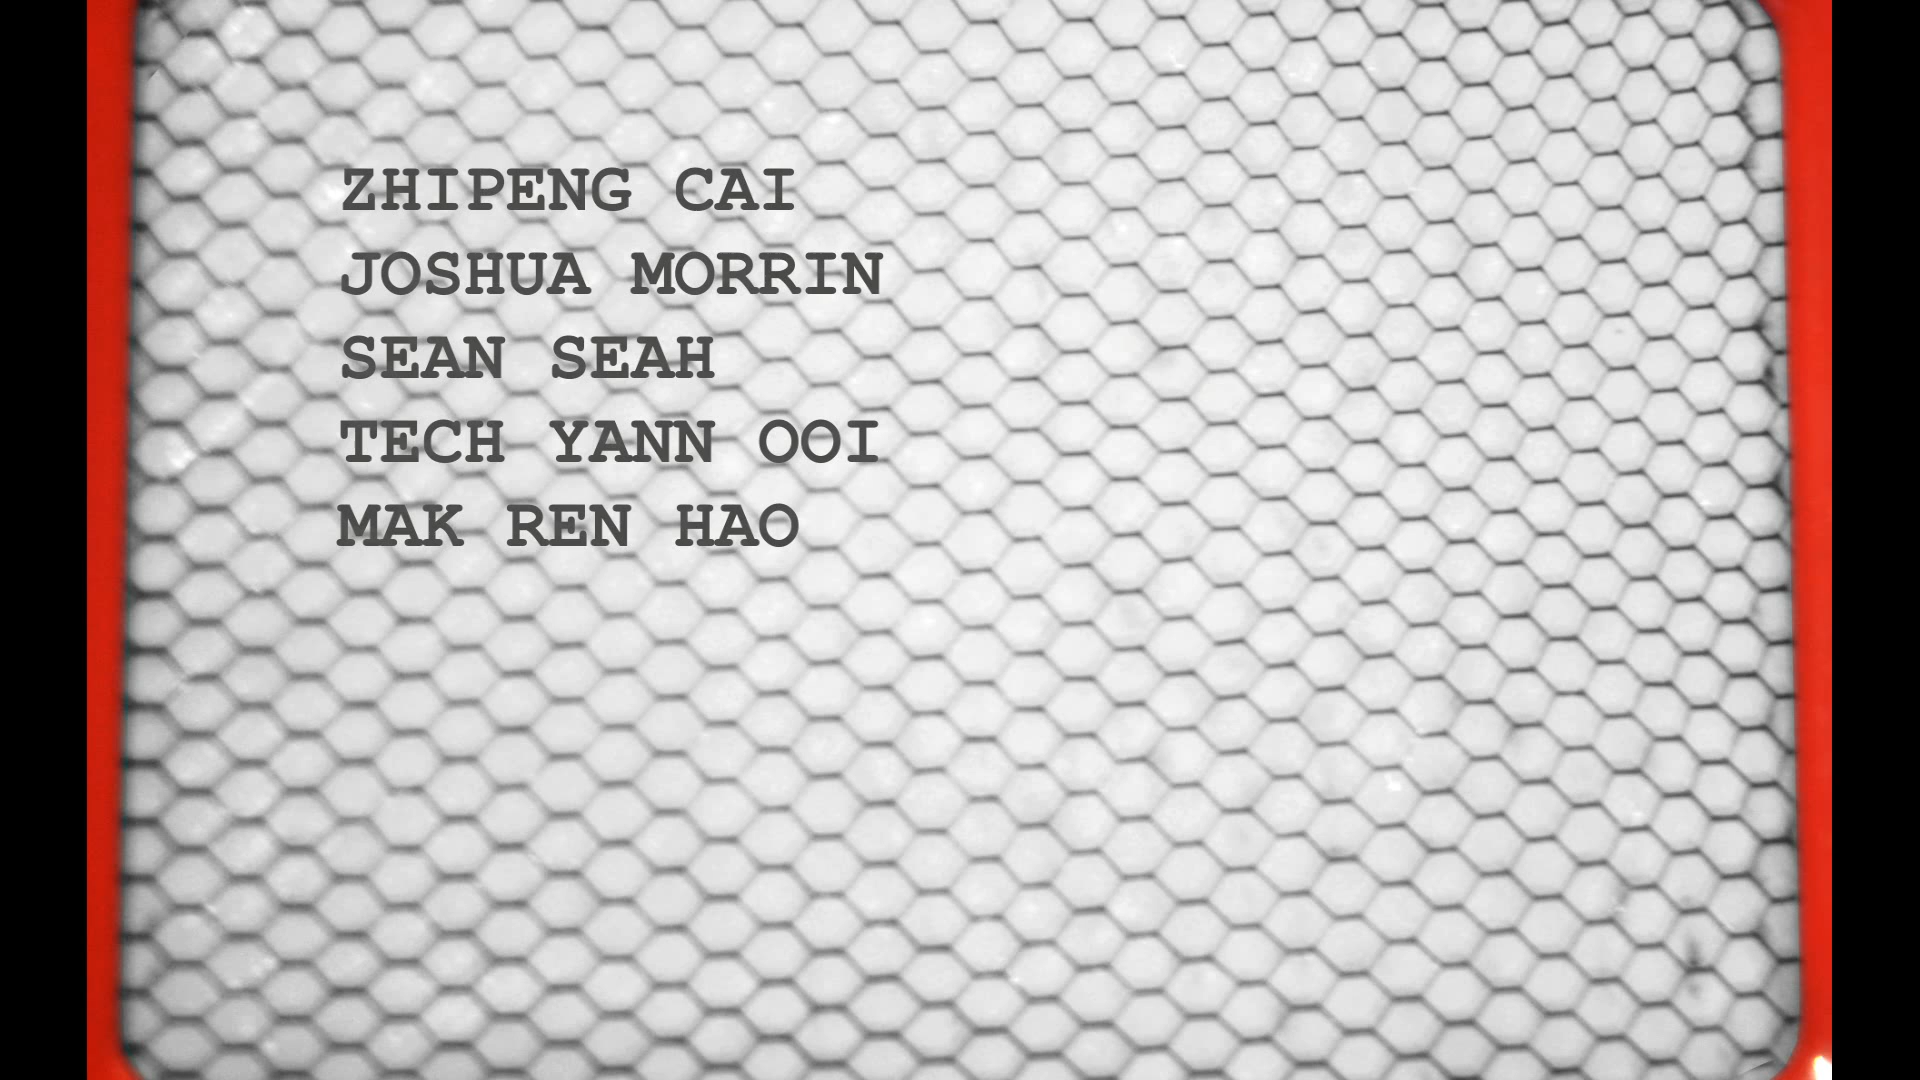 ZHIPENG CAI
JOSHUA MORRIN
SEAN SEAH
TECH YANN OOI
MAK REN HAO